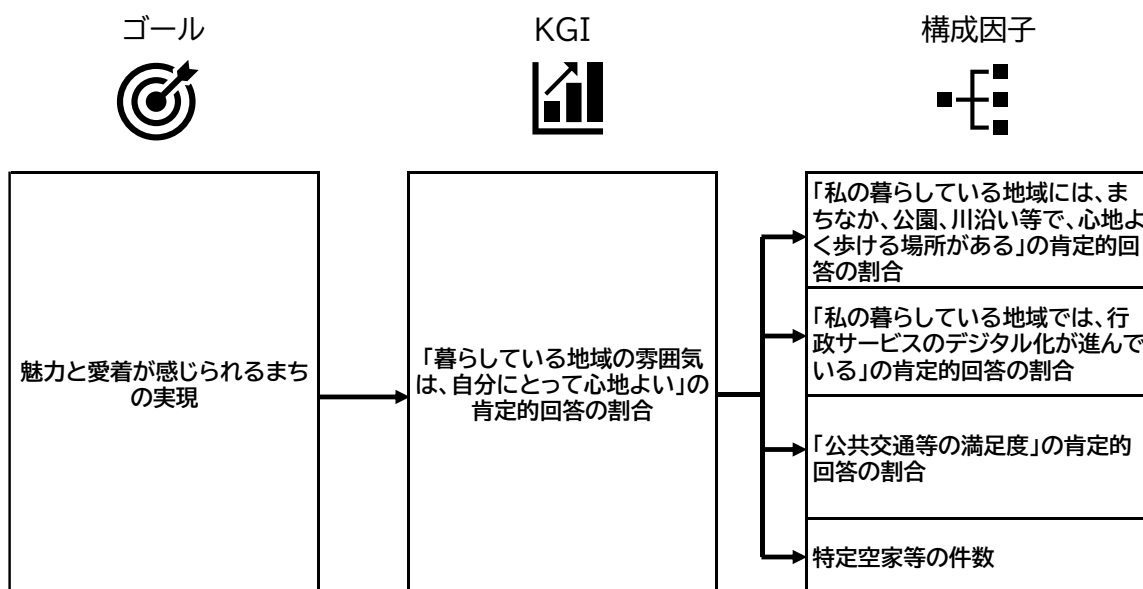 ゴール
KGI
構成因子
魅力と愛着が感じられるまち
の実現
「暮らしている地域の雰囲気
は、自分にとって心地よい」の
肯定的回答の割合
「私の暮らしている地域には、ま
ちなか、公園、川沿い等で、心地よ
く歩ける場所がある」の肯定的回
答の割合
「私の暮らしている地域では、行
政サービスのデジタル化が進んで
いる」の肯定的回答の割合
「公共交通等の満足度」の肯定的
回答の割合
特定空家等の件数